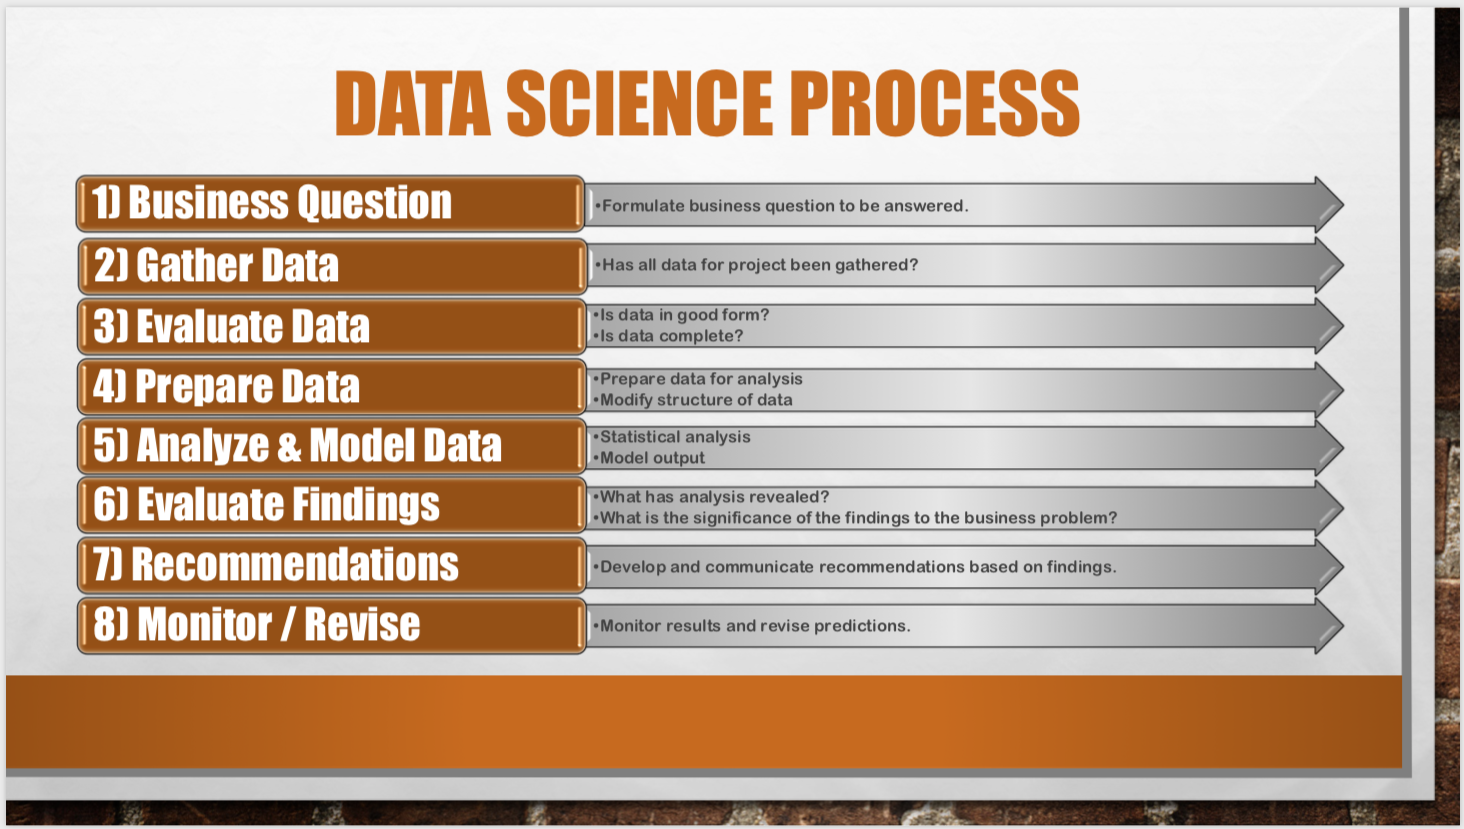 DATA SCIENCE PROCESS
1) Business Question
•Formulate business question to be answered.
2) Gather Data
•Has all data for project been gathered?
3) Evaluate Data
•Is data in good form?
•Is data complete?
4) Prepare Data
•Prepare data for analysis
•Modify structure of data
5) Analyze & Model Data
•Statistical analysis
•Model output
6) Evaluate Findings
•What has analysis revealed?
•What is the significance of the findings to the business problem?
7) Recommendations
•Develop and communicate recommendations based on findings.
8) Monitor / Revise
•Monitor results and revise predictions.